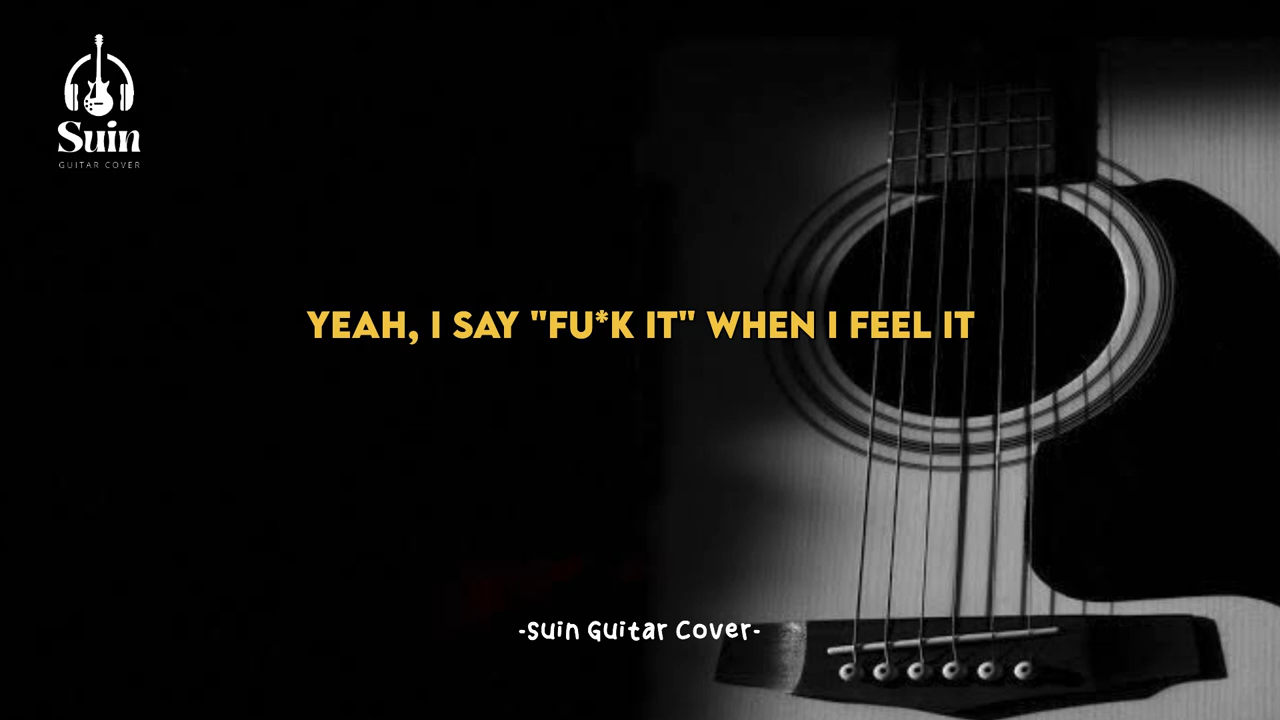 Suin
GUITAR COVER
YEAH, I SAY "FU*K IT" WHEN I FEEL IT
-Suin Guitar Cover-